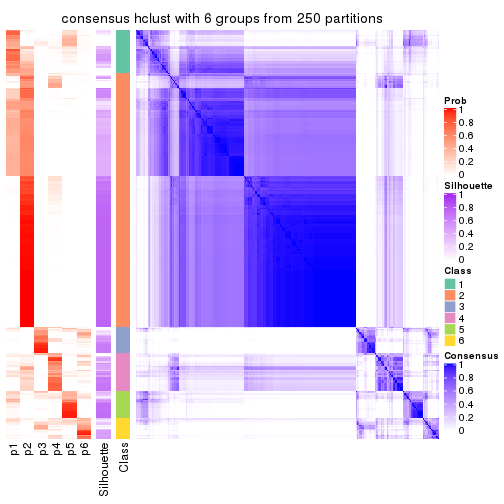 consensus hclust with 6 groups from 250 partitions
Prob
1
0.8
0.6
0.4
0.2
0
Silhouette
1
0.8
0.6
0.4
0.2
0
Class
1
2
3
4
5
6
Consensus
1
0.8
0.6
0.4
0.2
0
p1
p2
p3
p4
p5
p6
Silhouette
Class